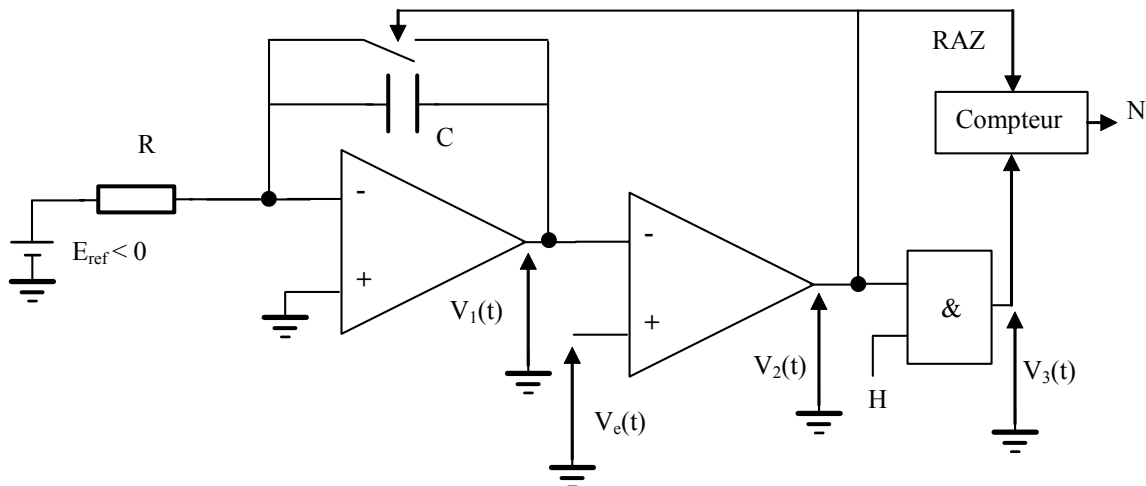 RAZ
Compteur
N
R
C
-
+
E_ref < 0
V_1(t)
-
+
V_e(t)
V_2(t)
&
H
V_3(t)